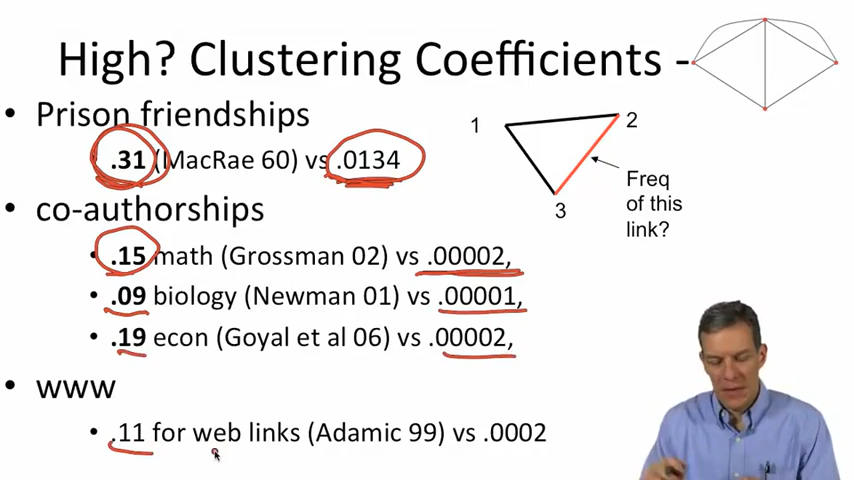 High? Clustering Coefficients -
• Prison friendships
.31 (MacRae 60) vs .0134
• co-authorships
• .15 math (Grossman 02) vs .00002,
• .09 biology (Newman 01) vs .00001,
• .19 econ (Goyal et al 06) vs .00002,
• www
• .11 for web links (Adamic 99) vs .0002
1
2
3
Freq
of this
link?